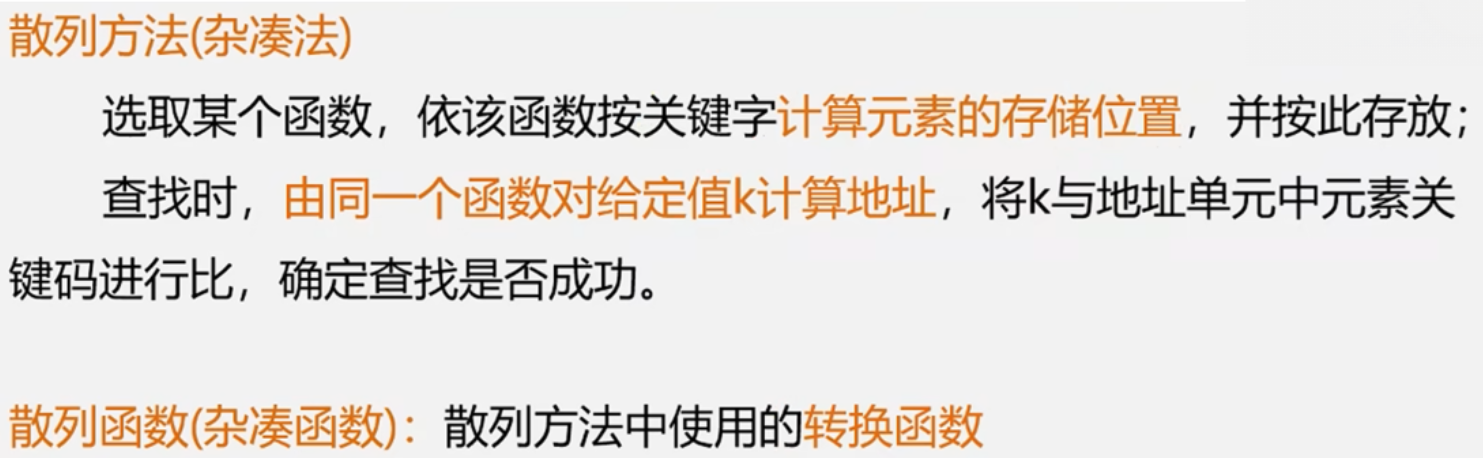 散列方法(杂凑法)
选取某个函数，依该函数按关键字计算元素的存储位置，并按此存放；
查找时，由同一个函数对给定值k计算地址，将k与地址单元中元素关
键码进行比，确定查找是否成功。
散列函数(杂凑函数)：散列方法中使用的转换函数